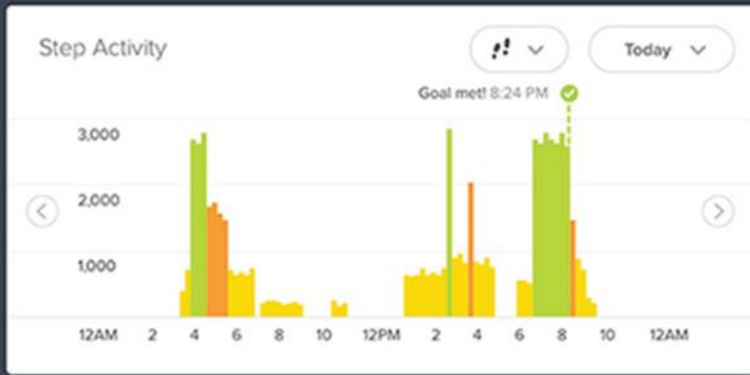 Step Activity
Today
Goal met! 8:24 PM
3,000
2,000
1,000
12AM 2 4 6 8 10 12PM 2 4 6 8 10 12AM